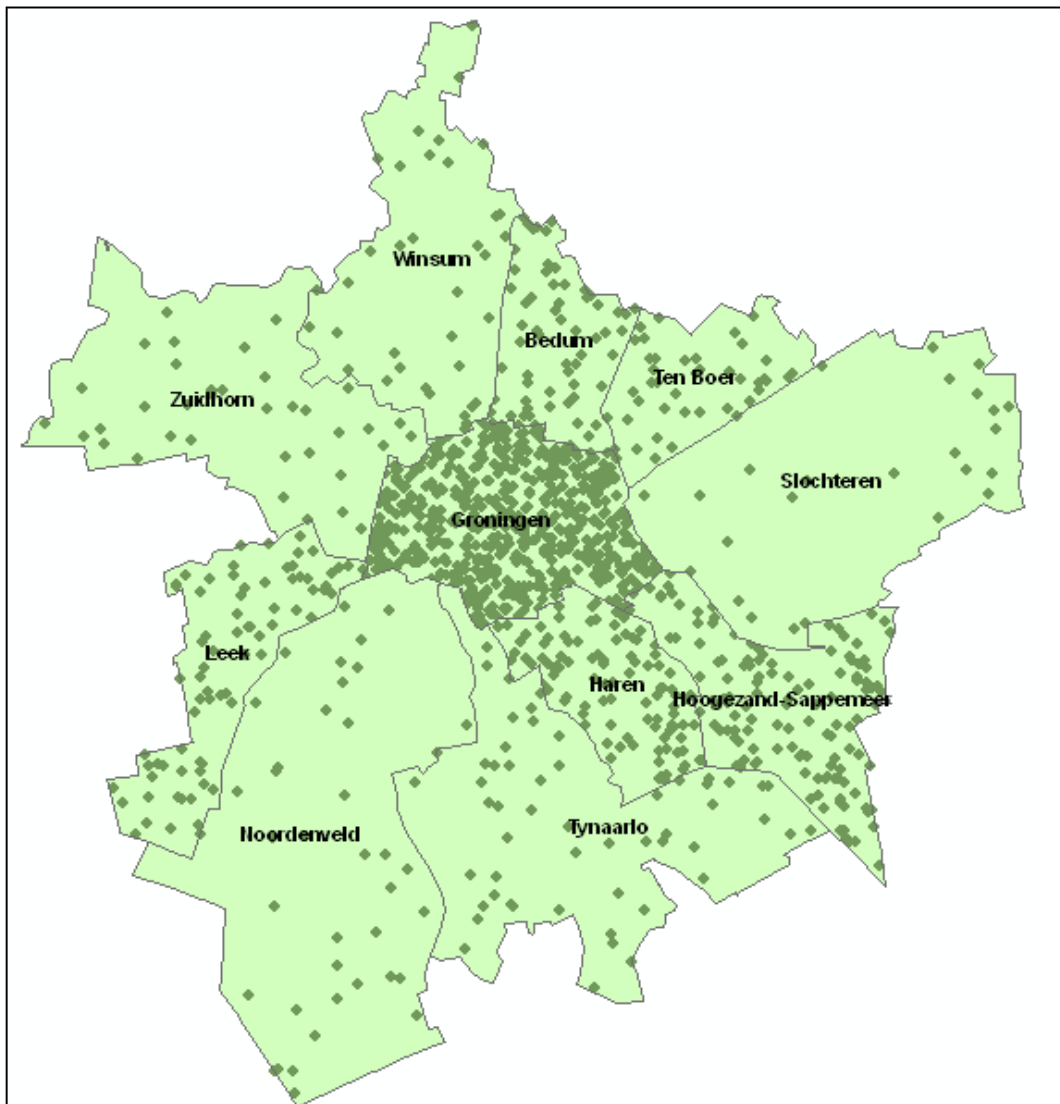 Winsum
Bedum
Ten Boer
Zuidhorn
Slochteren
Groningen
Leek
Haren
Hoogezand-Sappemeer
Noordenveld
Tynaarlo